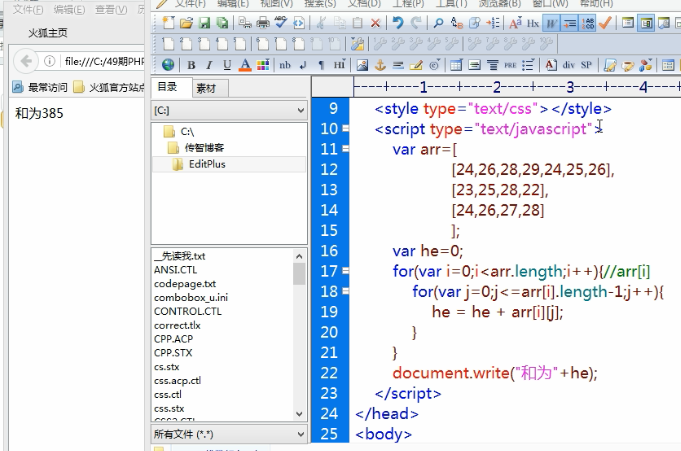 文件(F) 编辑(E) 查看(V) 历
火狐主页
file:///C:/49期PHP
最常访问 火狐官方站点
和为385
文件(F) 编辑(E) 视图(V) 搜索(S) 文档(D) 工程(P) 工具(T) 浏览器(B) 窗口(W) 帮助(H)
目录 素材
[C:]
C:\
传智博客
EditPlus
__先读我.txt
ANSI.CTL
codepage.txt
combobox_u.ini
CONTROL.CTL
correct.tlx
CPP.ACP
CPP.STX
cs.stx
css.acp.ctl
css.ctl
css.stx
所有文件 (*.*)
----+----1----+----2----+----3----+----4--
9 <style type="text/css"></style>
10 <script type="text/javascript">
11 var arr=[
12 [24,26,28,29,24,25,26],
13 [23,25,28,22],
14 [24,26,27,28]
15 ];
16 var he=0;
17 for(var i=0;i<arr.length;i++){//arr[i]
18 for(var j=0;j<=arr[i].length-1;j++){
19 he = he + arr[i][j];
20 }
21 }
22 document.write("和为"+he);
23 </script>
24 </head>
25 <body>